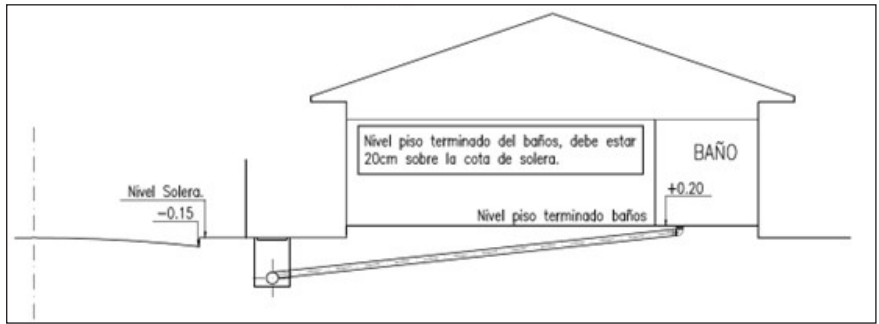 Nivel piso terminado del baños, debe estar
20cm sobre la cota de solera.
BAÑO
Nivel Solera.
+0.20
-0.15
Nivel piso terminado baños